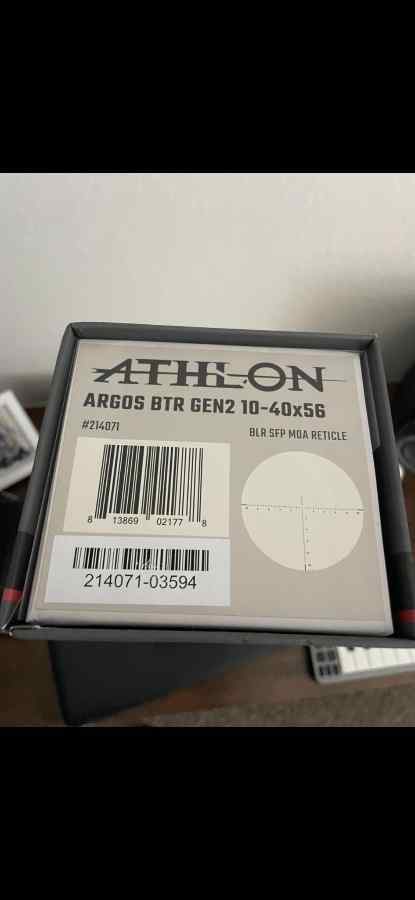 ATHLON
ARGOS BTR GEN2 10-40x56
#214071
BLR SFP MOA RETICLE
8 13869 02177 8
214071-03594